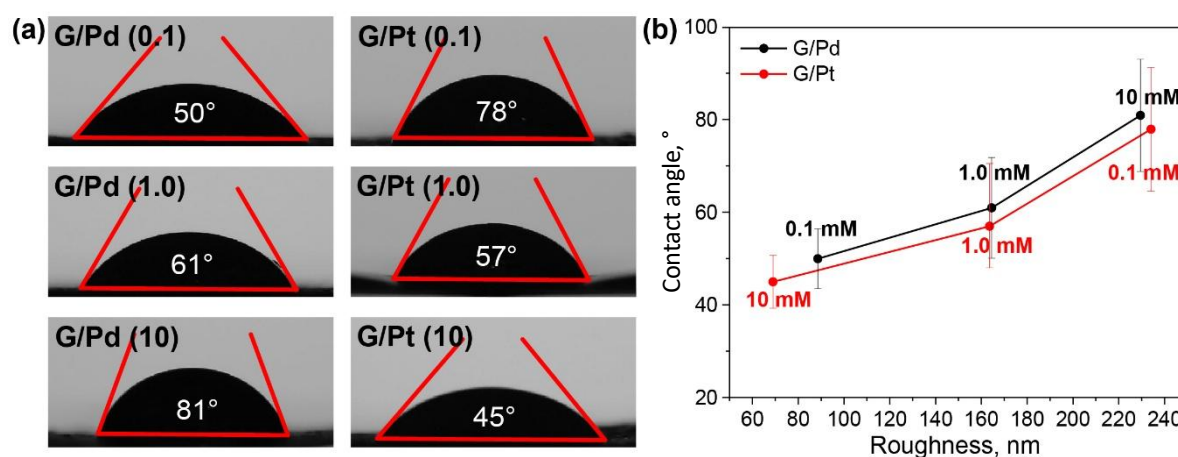 (a)
G/Pd (0.1)
50°
G/Pt (0.1)
78°
G/Pd (1.0)
61°
G/Pt (1.0)
57°
G/Pd (10)
81°
G/Pt (10)
45°
(b)
G/Pd
G/Pt
10 mM
0.1 mM
1.0 mM
1.0 mM
0.1 mM
10 mM
Contact angle, °
100
80
60
40
20
60 80 100 120 140 160 180 200 220 240
Roughness, nm